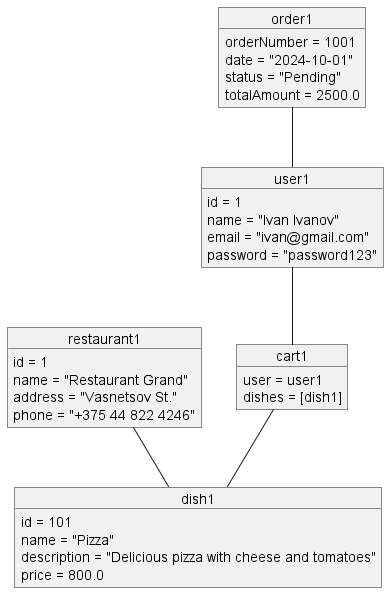 order1
orderNumber = 1001
date = "2024-10-01"
status = "Pending"
totalAmount = 2500.0
user1
id = 1
name = "Ivan Ivanov"
email = "ivan@gmail.com"
password = "password123"
restaurant1
id = 1
name = "Restaurant Grand"
address = "Vasnetsov St."
phone = "+375 44 822 4246"
cart1
user = user1
dishes = [dish1]
dish1
id = 101
name = "Pizza"
description = "Delicious pizza with cheese and tomatoes"
price = 800.0